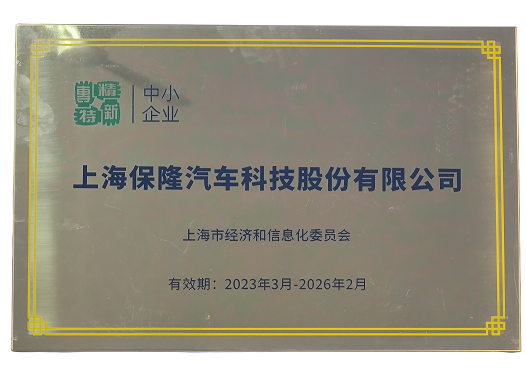 專精特新
中小
企业
上海保隆汽车科技股份有限公司
上海市经济和信息化委员会
有效期：2023年3月-2026年2月